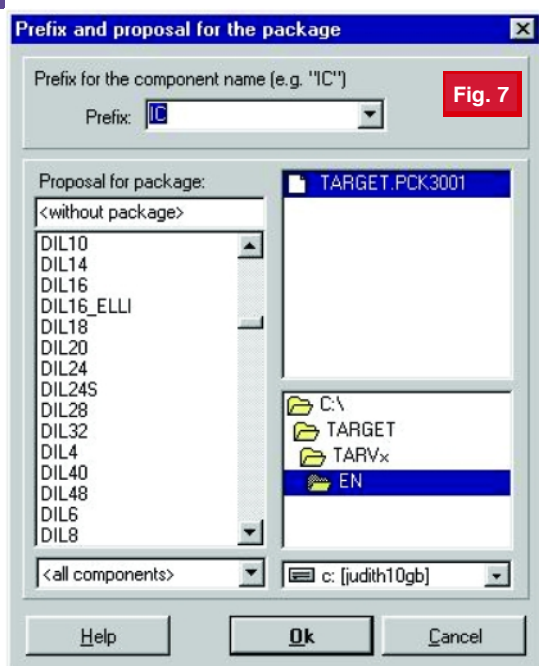 Prefix and proposal for the package
Prefix for the component name (e.g. "IC")
Fig. 7
Prefix: IC
Proposal for package:
<without package>
DIL10
DIL14
DIL16
DIL16_ELLI
DIL18
DIL20
DIL24
DIL24S
DIL28
DIL32
DIL4
DIL40
DIL48
DIL6
DIL8
<all components>
TARGET.PCK3001
C:\
TARGET
TARVx
EN
c: [judith10gb]
Help
Ok
Cancel